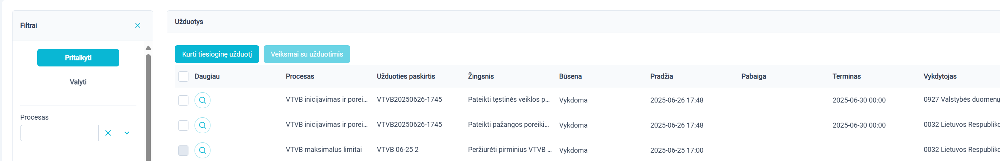 Filtrai
Pritaikyti
Valyti
Procesas
Užduotys
Kurti tiesioginę užduotį Veiksmai su užduotimis
Daugiau Procesas Užduoties paskirtis Žingsnis Būsena Pradžia Pabaiga Terminas Vykdytojas
VTVB inicijavimas ir porei... VTVB20250626-1745 Pateikti tęstinės veiklos p... Vykdoma 2025-06-26 17:48 2025-06-30 00:00 0927 Valstybės duomenų
VTVB inicijavimas ir porei... VTVB20250626-1745 Pateikti pažangos poreiki... Vykdoma 2025-06-26 17:48 2025-06-30 00:00 0032 Lietuvos Respubliko
VTVB maksimalūs limitai VTVB 06-25 2 Peržiūrėti pirminius VTVB ... Vykdoma 2025-06-25 17:00 0032 Lietuvos Respubliko